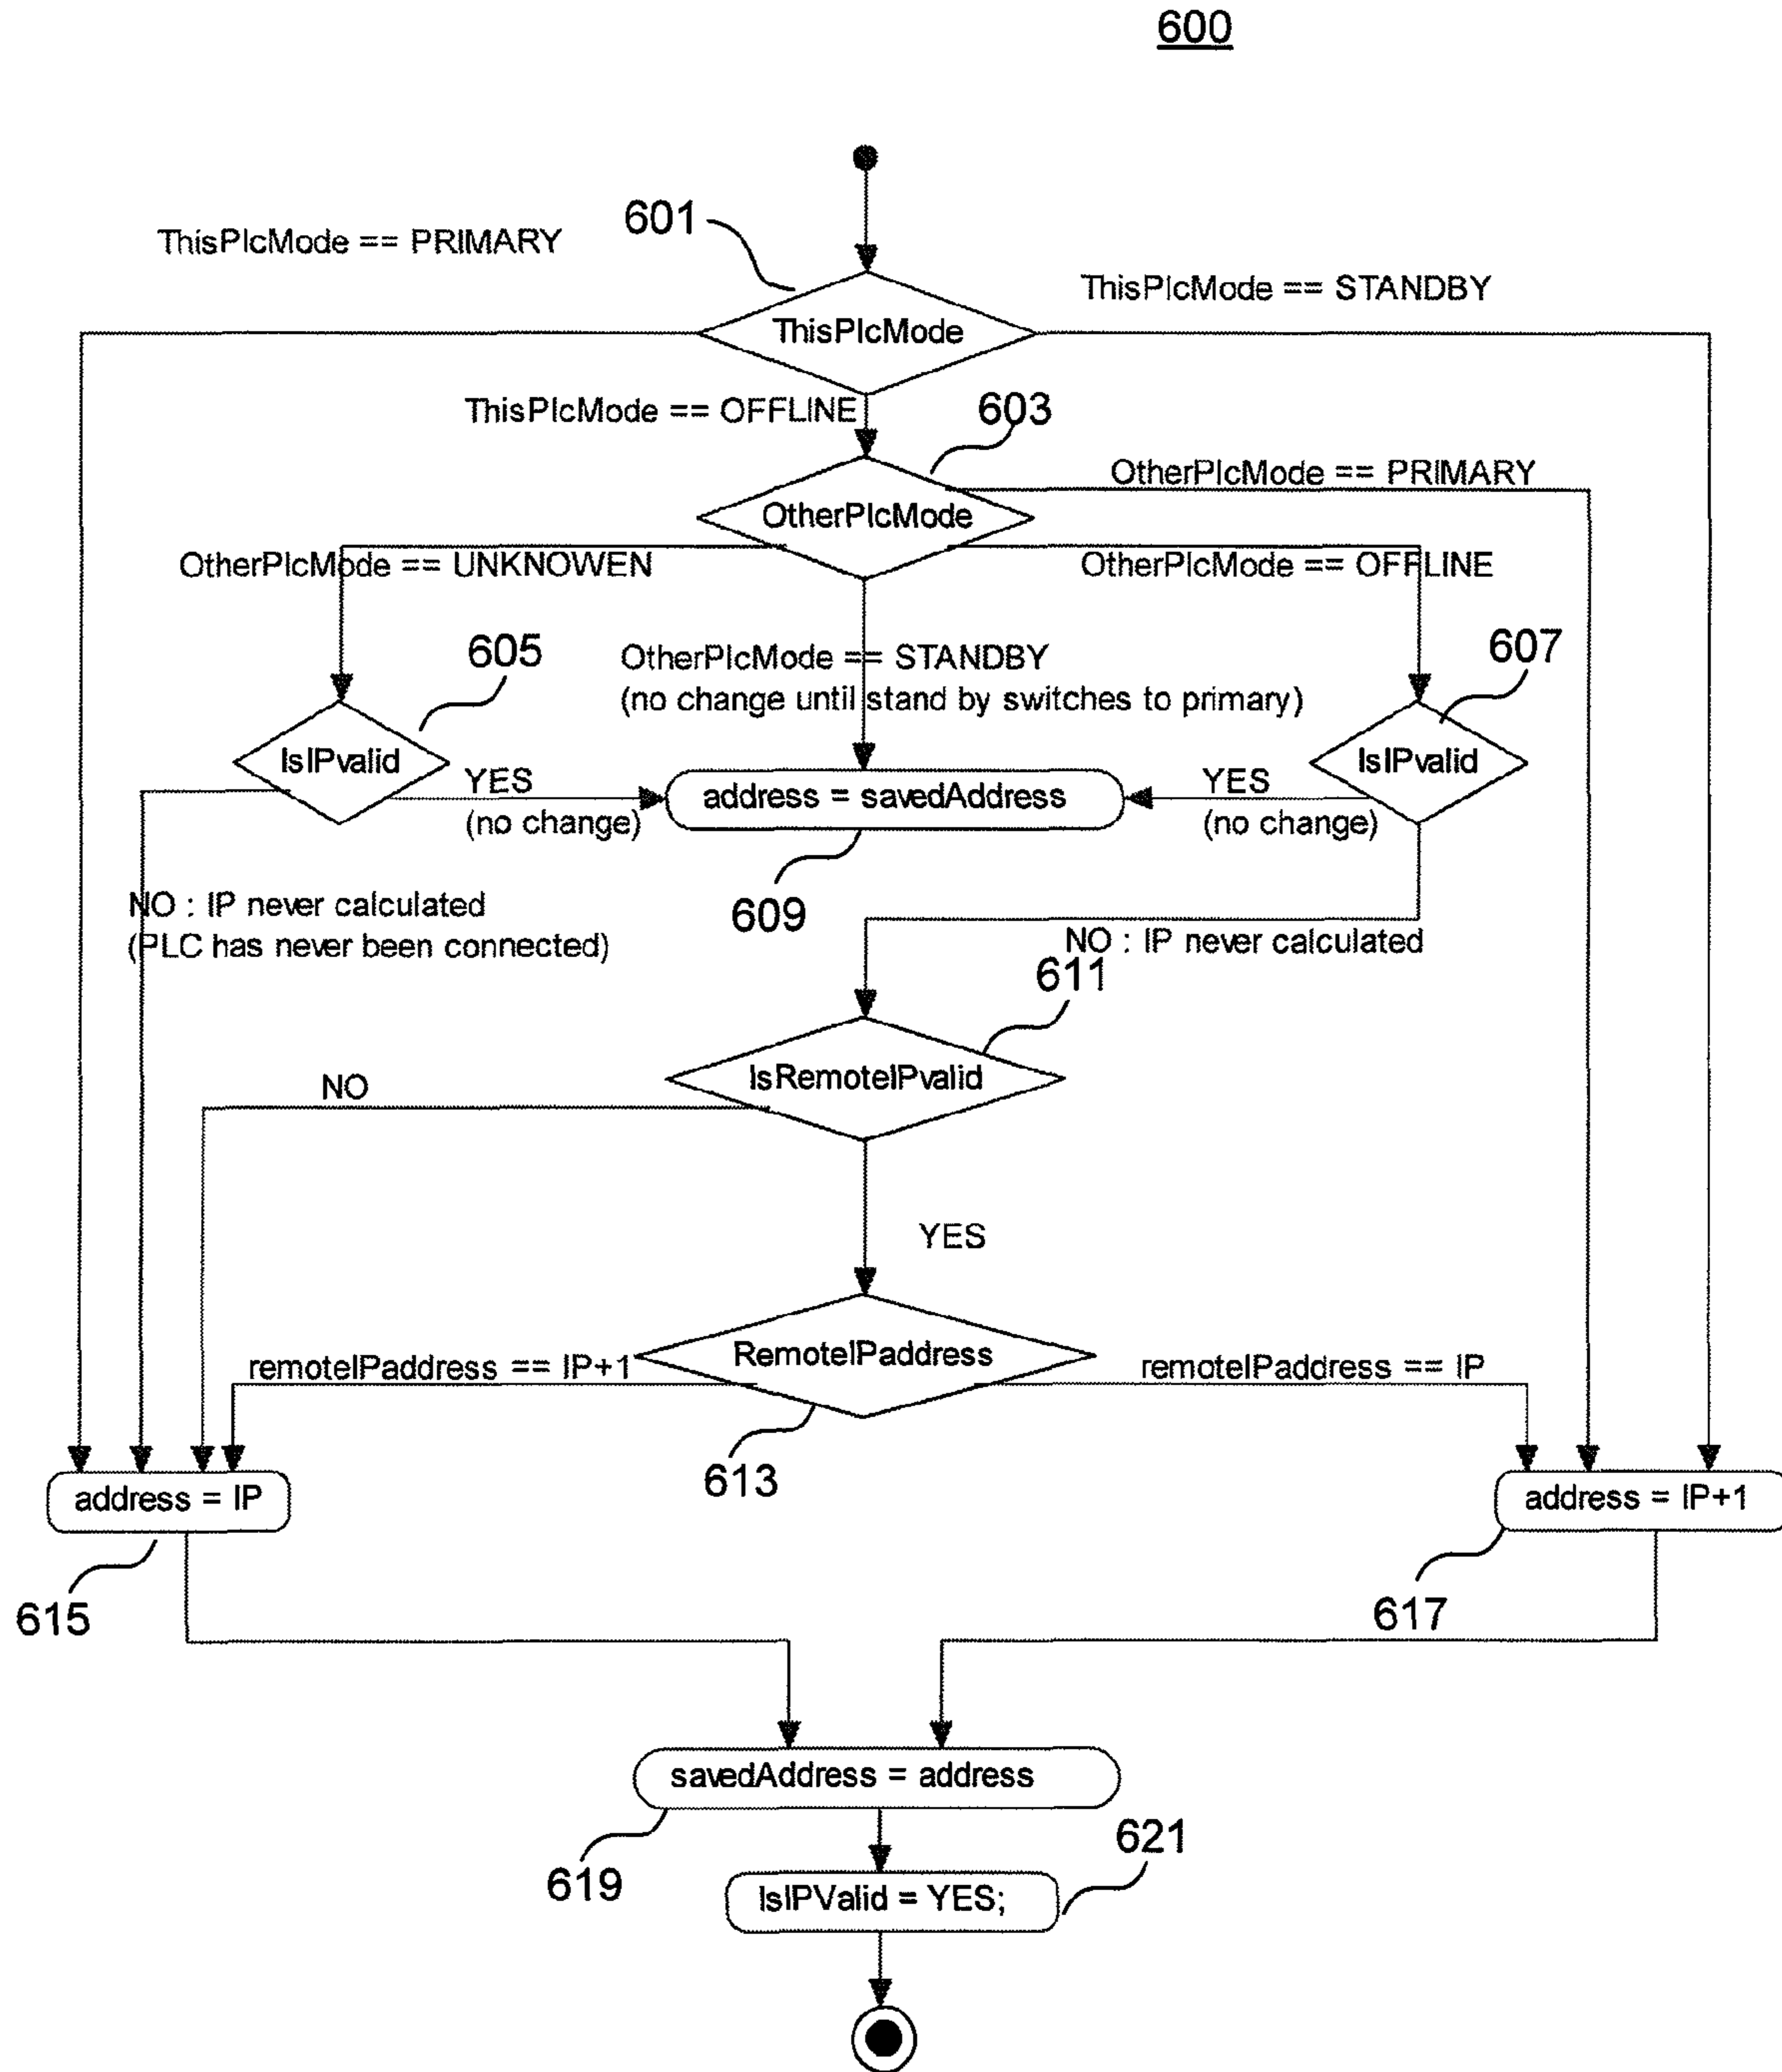 600
601
ThisPlcMode == PRIMARY
ThisPlcMode == STANDBY
ThisPlcMode
ThisPlcMode == OFFLINE
603
OtherPlcMode == PRIMARY
OtherPlcMode
OtherPlcMode == UNKNOWEN
OtherPlcMode == OFFLINE
605
OtherPlcMode == STANDBY
(no change until stand by switches to primary)
607
IsIPvalid
IsIPvalid
YES
(no change)
address = savedAddress
YES
(no change)
609
NO : IP never calculated
(PLC has never been connected)
NO : IP never calculated
611
IsRemoteIPvalid
NO
YES
RemoteIPaddress
remoteIPaddress == IP+1
remoteIPaddress == IP
613
address = IP
address = IP+1
615
617
savedAddress = address
619
621
IsIPValid = YES;